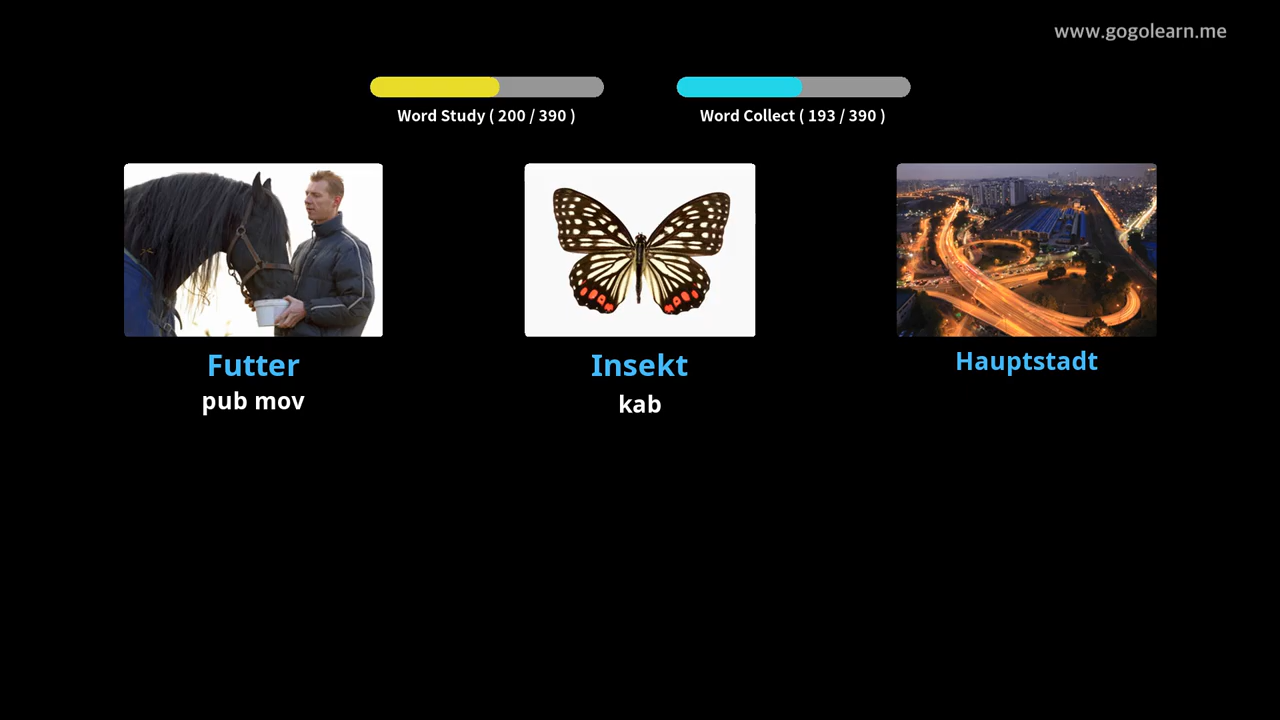 www.gogolearn.me
Word Study ( 200 / 390 )
Word Collect ( 193 / 390 )
Futter
pub mov
Insekt
kab
Hauptstadt